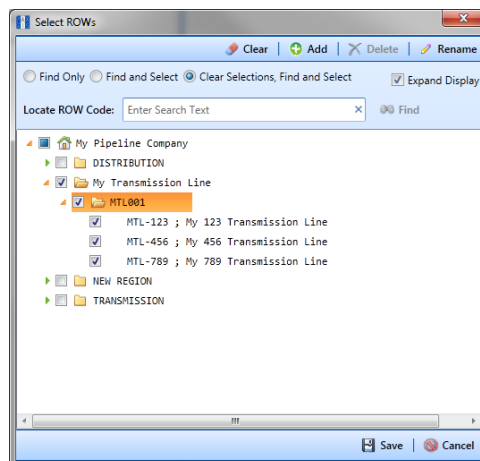 Select ROWs
Clear | Add | Delete | Rename
Find Only Find and Select Clear Selections, Find and Select Expand Display
Locate ROW Code: Enter Search Text × Find
My Pipeline Company
DISTRIBUTION
My Transmission Line
MTL001
MTL-123 ; My 123 Transmission Line
MTL-456 ; My 456 Transmission Line
MTL-789 ; My 789 Transmission Line
NEW REGION
TRANSMISSION
Save | Cancel